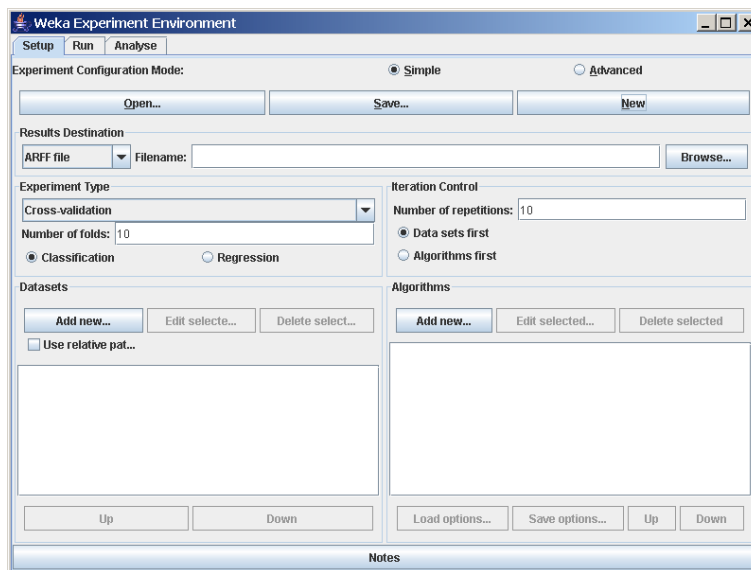 Weka Experiment Environment
Setup Run Analyse
Experiment Configuration Mode: Simple Advanced
Open... Save... New
Results Destination
ARFF file Filename: Browse...
Experiment Type
Cross-validation
Number of folds: 10
Classification Regression
Iteration Control
Number of repetitions: 10
Data sets first
Algorithms first
Datasets
Add new... Edit selecte... Delete select...
Use relative pat...
Up Down
Algorithms
Add new... Edit selected... Delete selected
Load options... Save options... Up Down
Notes